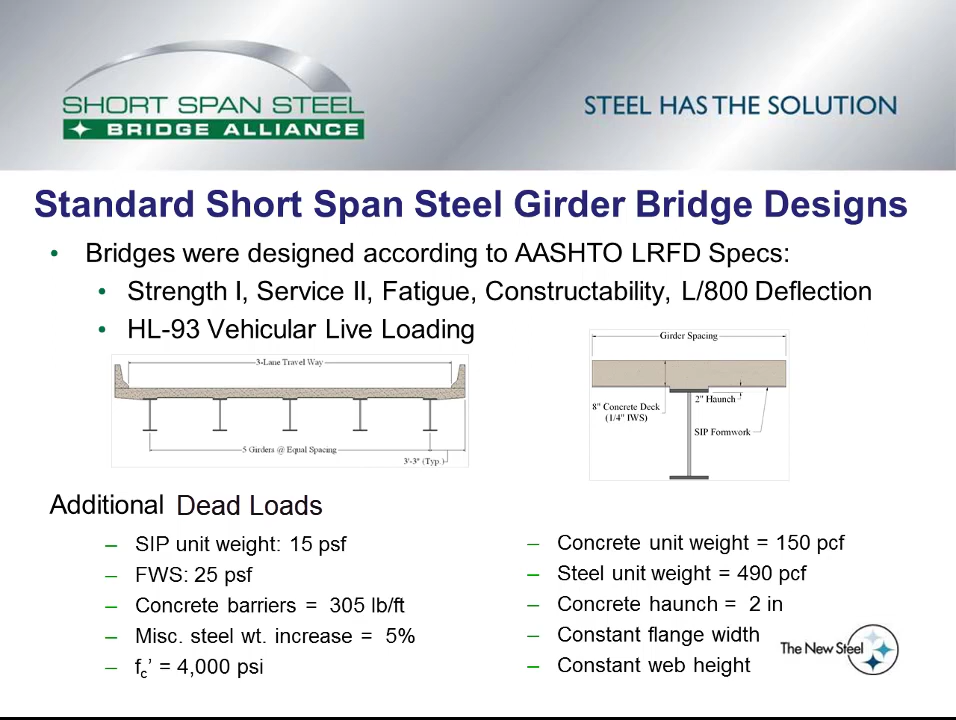 SHORT SPAN STEEL
BRIDGE ALLIANCE
STEEL HAS THE SOLUTION
Standard Short Span Steel Girder Bridge Designs
• Bridges were designed according to AASHTO LRFD Specs:
• Strength I, Service II, Fatigue, Constructability, L/800 Deflection
• HL-93 Vehicular Live Loading
3-Lane Travel Way
5 Girders @ Equal Spacing
3'-3" (Typ.)
Girder Spacing
8" Concrete Deck
(1/4" IWS)
2" Haunch
SIP Formwork
Additional Dead Loads
– SIP unit weight: 15 psf
– FWS: 25 psf
– Concrete barriers = 305 lb/ft
– Misc. steel wt. increase = 5%
– fc’ = 4,000 psi
– Concrete unit weight = 150 pcf
– Steel unit weight = 490 pcf
– Concrete haunch = 2 in
– Constant flange width
– Constant web height
The New Steel